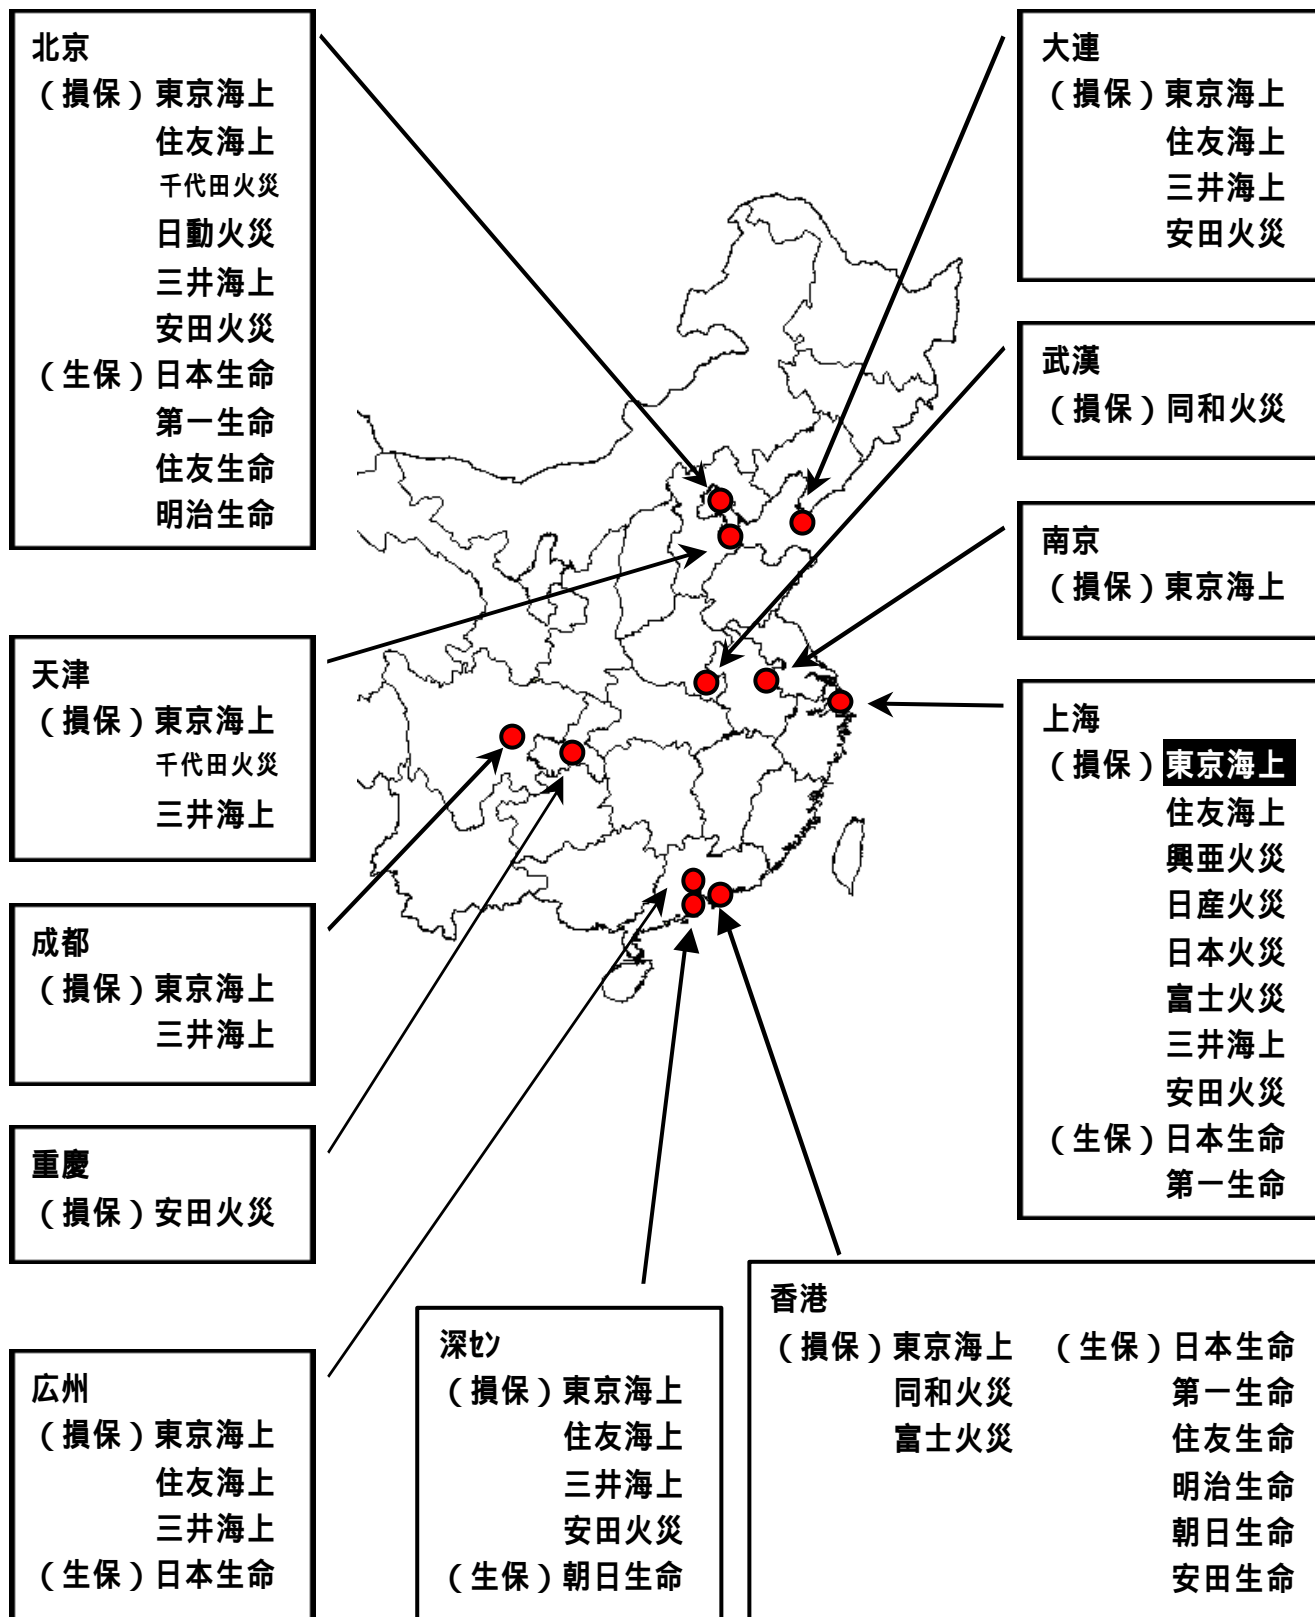 北京
（損保）東京海上
住友海上
千代田火災
日動火災
三井海上
安田火災
（生保）日本生命
第一生命
住友生命
明治生命
天津
（損保）東京海上
千代田火災
三井海上
成都
（損保）東京海上
三井海上
重慶
（損保）安田火災
広州
（損保）東京海上
住友海上
三井海上
（生保）日本生命
深ｾﾝ
（損保）東京海上
住友海上
三井海上
安田火災
（生保）朝日生命
大連
（損保）東京海上
住友海上
三井海上
安田火災
武漢
（損保）同和火災
南京
（損保）東京海上
上海
（損保）東京海上
住友海上
興亜火災
日産火災
日本火災
富士火災
三井海上
安田火災
（生保）日本生命
第一生命
香港
（損保）東京海上 （生保）日本生命
同和火災 第一生命
富士火災 住友生命
明治生命
朝日生命
安田生命